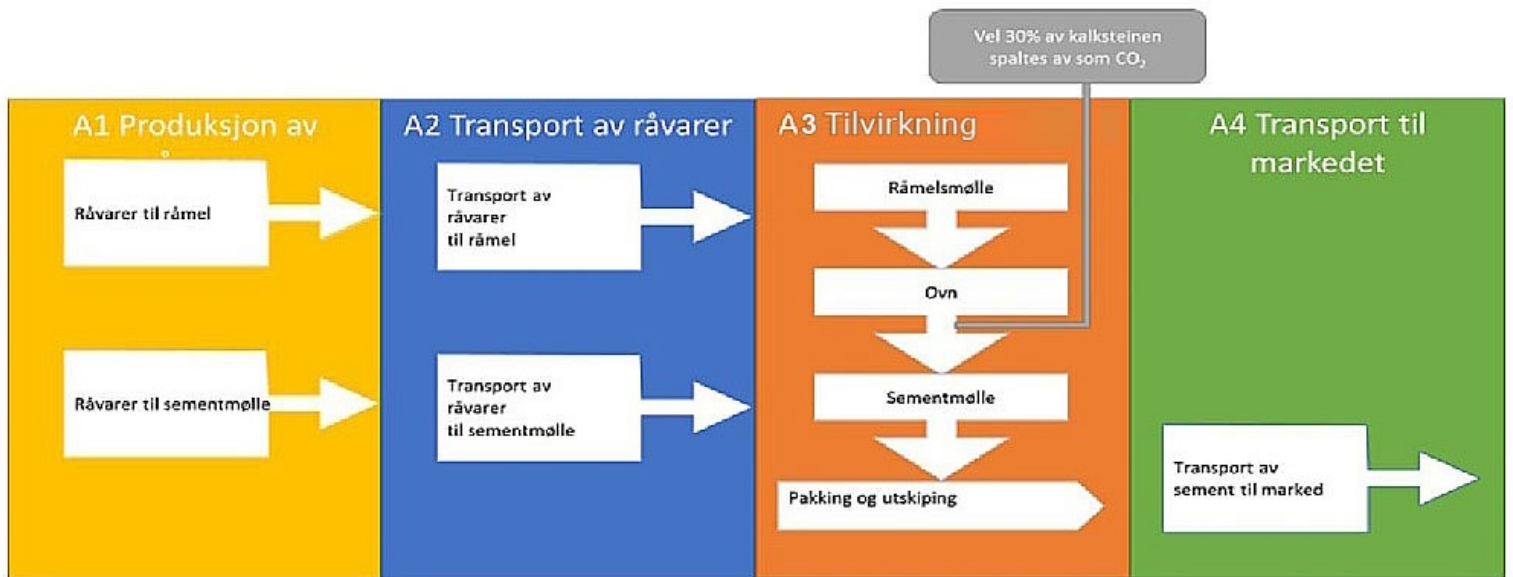 Vel 30% av kalksteinen
spaltes av som CO₂
A1 Produksjon av
Råvarer til råmel
Råvarer til sementmølle
A2 Transport av råvarer
Transport av
råvarer
til råmel
Transport av
råvarer
til sementmølle
A3 Tilvirkning
Råmelsmølle
Ovn
Sementmølle
Pakking og utskiping
A4 Transport til
markedet
Transport av
sement til marked